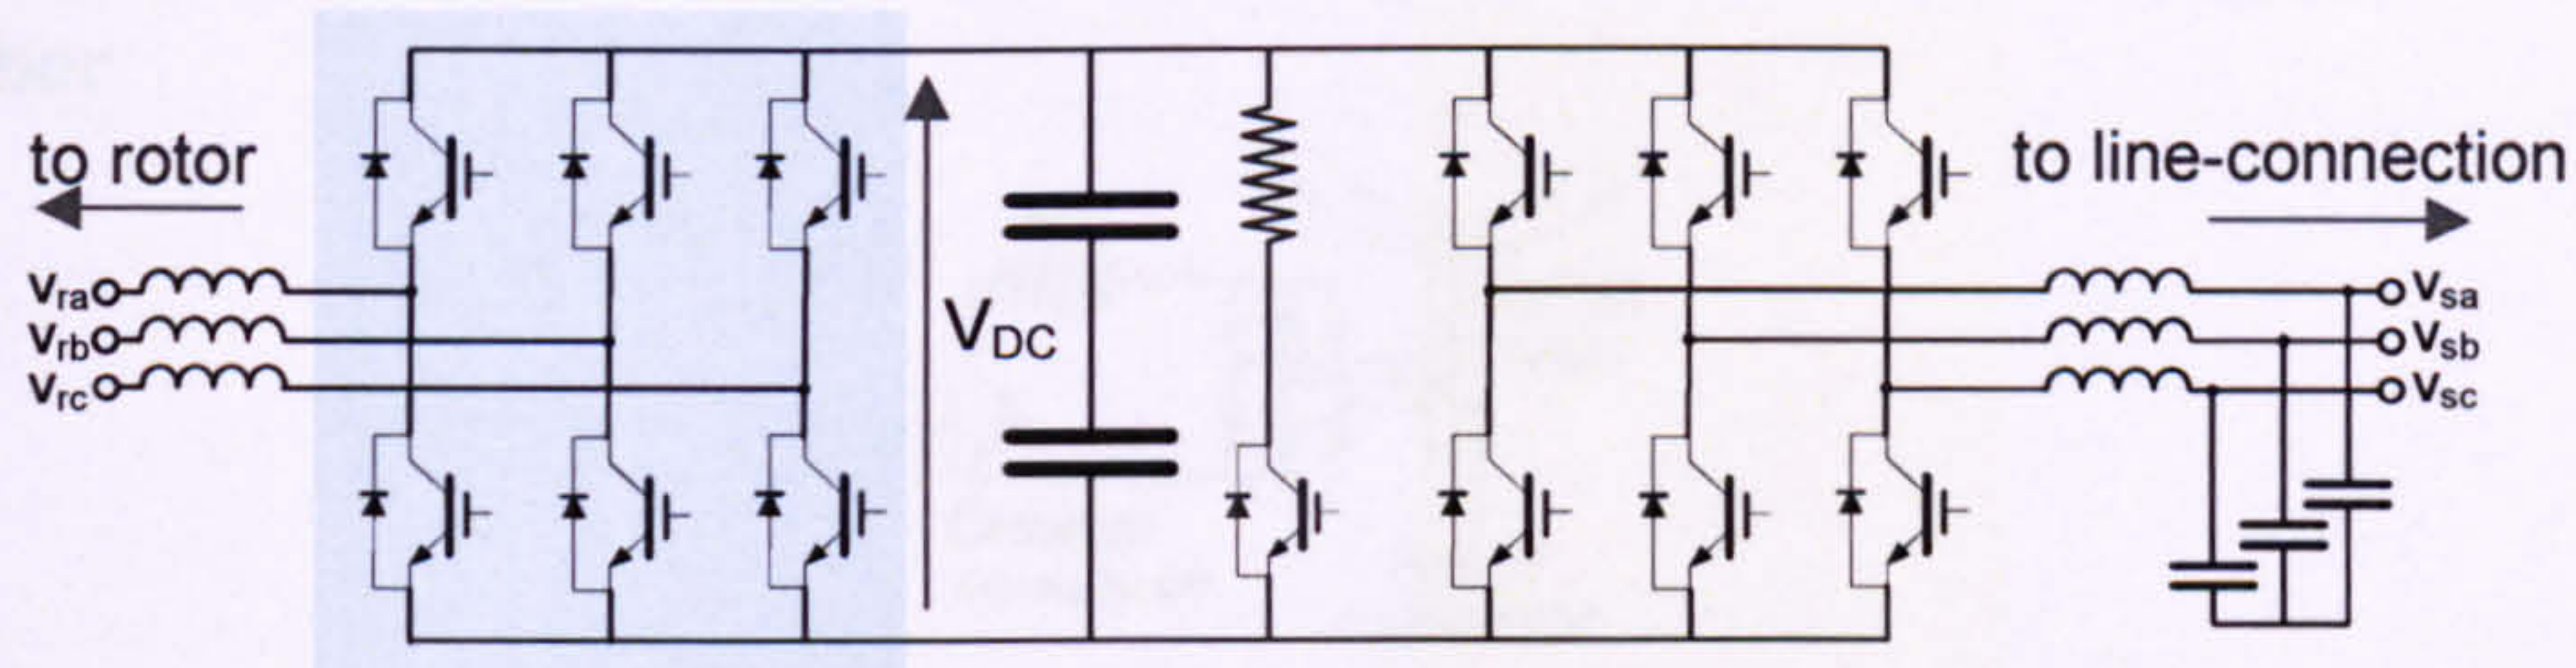 to rotor
to line-connection
Vra
Vrb
Vrc
VDC
Vsa
Vsb
Vsc